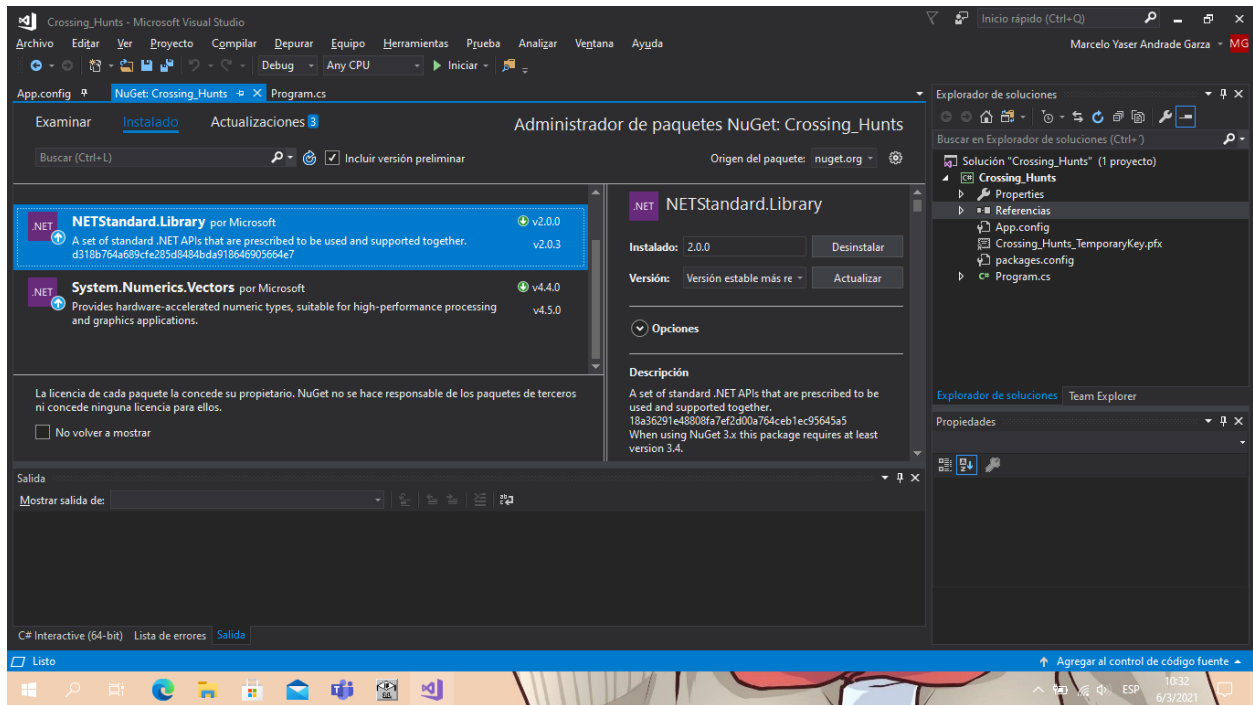 Crossing_Hunts - Microsoft Visual Studio
Inicio rápido (Ctrl+Q)
Archivo Editar Ver Proyecto Compilar Depurar Equipo Herramientas Prueba Analizar Ventana Ayuda
Marcelo Yaser Andrade Garza MG
Debug Any CPU Iniciar
App.config NuGet: Crossing_Hunts Program.cs
Examinar Instalado Actualizaciones 3
Administrador de paquetes NuGet: Crossing_Hunts
Buscar (Ctrl+L) Incluir versión preliminar
Origen del paquete: nuget.org
.NET
NETStandard.Library por Microsoft v2.0.0
A set of standard .NET APIs that are prescribed to be used and supported together. v2.0.3
d318b764a689cfe285d8484bda918646905664e7
.NET
System.Numerics.Vectors por Microsoft v4.4.0
Provides hardware-accelerated numeric types, suitable for high-performance processing v4.5.0
and graphics applications.
La licencia de cada paquete la concede su propietario. NuGet no se hace responsable de los paquetes de terceros
ni concede ninguna licencia para ellos.
No volver a mostrar
.NET NETStandard.Library
Instalado: 2.0.0 Desinstalar
Versión: Versión estable más re Actualizar
Opciones
Descripción
A set of standard .NET APIs that are prescribed to be
used and supported together.
18a36291e48808fa7ef2d00a764ceb1ec95645a5
When using NuGet 3.x this package requires at least
version 3.4.
Explorador de soluciones
Buscar en Explorador de soluciones (Ctrl+´)
Solución "Crossing_Hunts" (1 proyecto)
C# Crossing_Hunts
Properties
Referencias
App.config
Crossing_Hunts_TemporaryKey.pfx
packages.config
C# Program.cs
Explorador de soluciones Team Explorer
Propiedades
Salida
Mostrar salida de:
C# Interactive (64-bit) Lista de errores Salida
Listo
Agregar al control de código fuente
ESP
10:32
6/3/2021